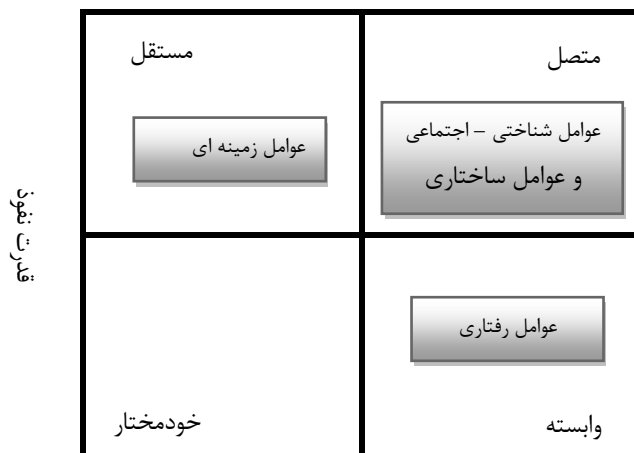 متصل
مستقل
عوامل شناختی – اجتماعی
و عوامل ساختاری
عوامل زمینه ای
قدرت نفوذ
عوامل رفتاری
وابسته
خودمختار